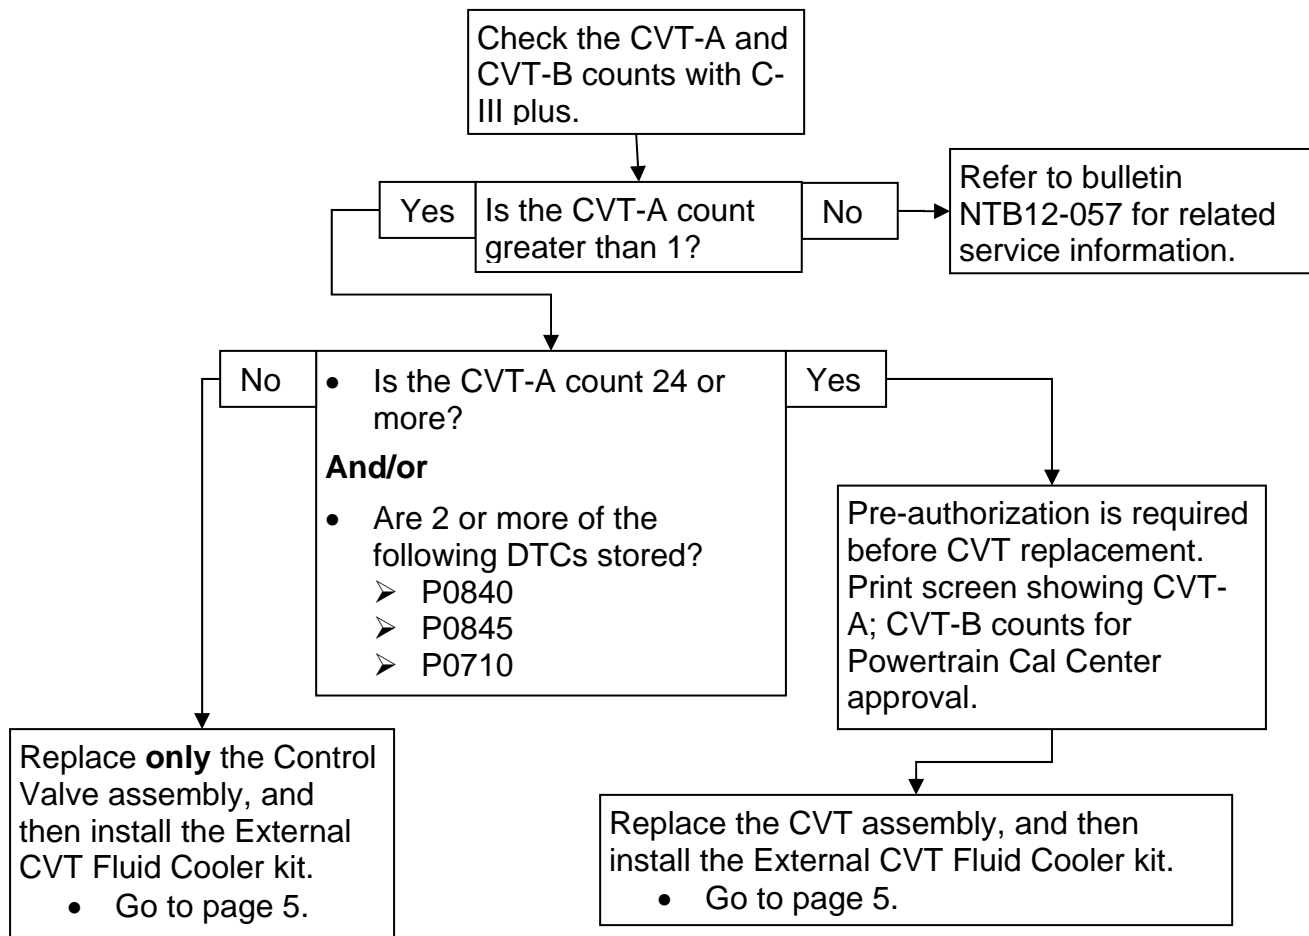 Check the CVT-A and
CVT-B counts with C-
III plus.
Yes
Is the CVT-A count
greater than 1?
No
Refer to bulletin
NTB12-057 for related
service information.
No
• Is the CVT-A count 24 or
more?
And/or
• Are 2 or more of the
following DTCs stored?
➢ P0840
➢ P0845
➢ P0710
Yes
Pre-authorization is required
before CVT replacement.
Print screen showing CVT-
A; CVT-B counts for
Powertrain Cal Center
approval.
Replace only the Control
Valve assembly, and
then install the External
CVT Fluid Cooler kit.
• Go to page 5.
Replace the CVT assembly, and then
install the External CVT Fluid Cooler kit.
• Go to page 5.